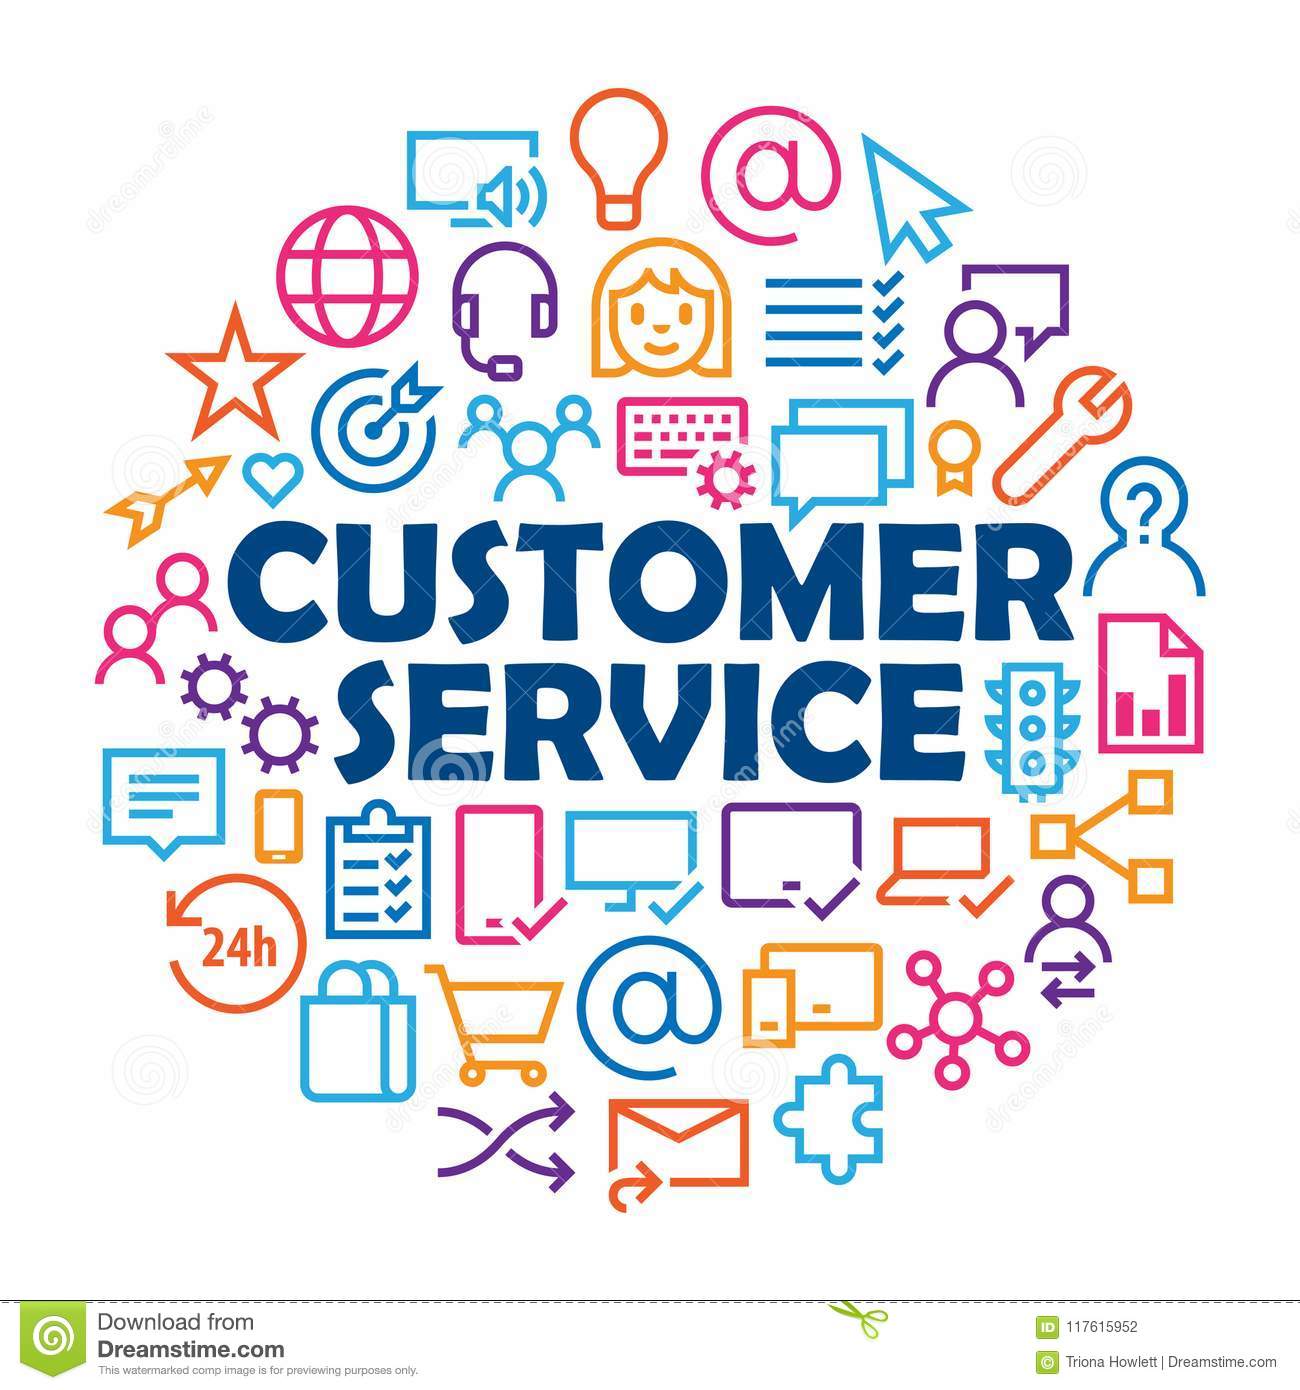 dreamstime
@
CUSTOMER
SERVICE
?
24h
@
Download from
Dreamstime.com
This watermarked comp image is for previewing purposes only.
ID 117615952
© Triona Howlett | Dreamstime.com